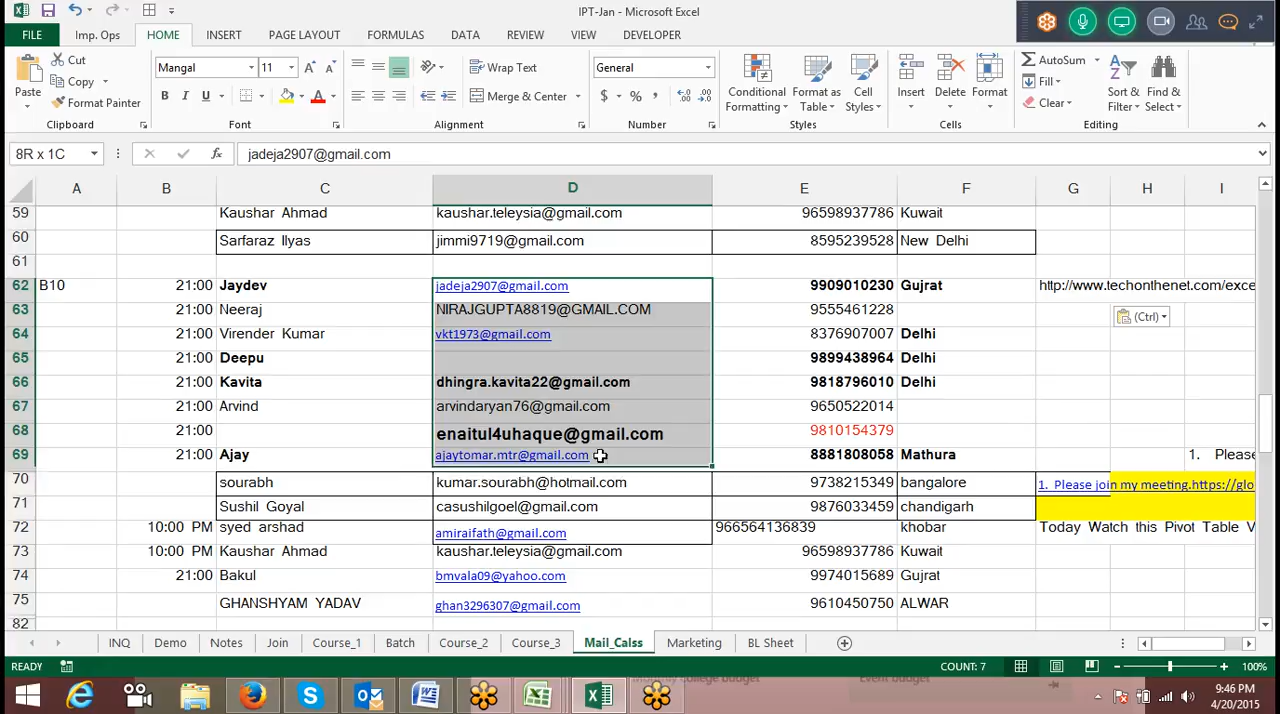 IPT-Jan - Microsoft Excel
FILE Imp. Ops HOME INSERT PAGE LAYO FORMULAS DATA REVIEW VIEW DEVELOPER
Paste Cut Copy Format Painter Clipboard
Mangal 11 B I U Font
Wrap Text Merge & Center Alignment
General $ % , Number
Conditional Formatting Format as Table Cell Styles Styles
Insert Delete Format Cells
AutoSum Fill Clear Sort & Filter Find & Select Editing
8R x 1C fx jadeja2907@gmail.com
A B C D E F G H I
59 Kaushar Ahmad kaushar.teleysia@gmail.com 96598937786 Kuwait
60 Sarfaraz Ilyas jimmi9719@gmail.com 8595239528 New Delhi
61
62 B10 21:00 Jaydev jadeja2907@gmail.com 9909010230 Gujrat http://www.techonthenet.com/exce
63 21:00 Neeraj NIRAJGUPTA8819@GMAIL.COM 9555461228 (Ctrl)
64 21:00 Virender Kumar vkt1973@gmail.com 8376907007 Delhi
65 21:00 Deepu 9899438964 Delhi
66 21:00 Kavita dhingra.kavita22@gmail.com 9818796010 Delhi
67 21:00 Arvind arvindaryan76@gmail.com 9650522014
68 21:00 enaitul4uhaque@gmail.com 9810154379
69 21:00 Ajay ajaytomar.mtr@gmail.com 8881808058 Mathura 1. Please
70 sourabh kumar.sourabh@hotmail.com 9738215349 bangalore 1. Please join my meeting.https://glo
71 Sushil Goyal casushilgoel@gmail.com 9876033459 chandigarh
72 10:00 PM syed arshad amiraifath@gmail.com 966564136839 khobar Today Watch this Pivot Table V
73 10:00 PM Kaushar Ahmad kaushar.teleysia@gmail.com 96598937786 Kuwait
74 21:00 Bakul bmvala09@yahoo.com 9974015689 Gujrat
75 GHANSHYAM YADAV ghan3296307@gmail.com 9610450750 ALWAR
82
INQ Demo Notes Join Course_1 Batch Course_2 Course_3 Mail_Calss Marketing BL Sheet
READY COUNT: 7 100%
Monthly college budget Event budget
9:46 PM
4/20/2015